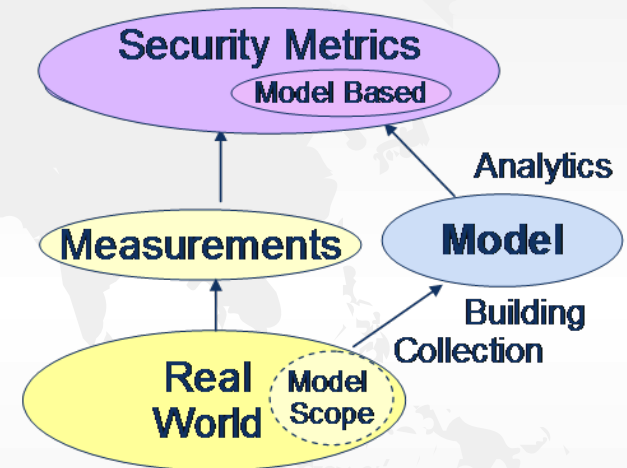 Security Metrics
Model Based
Analytics
Measurements
Model
Building
Collection
Real
World
Model
Scope